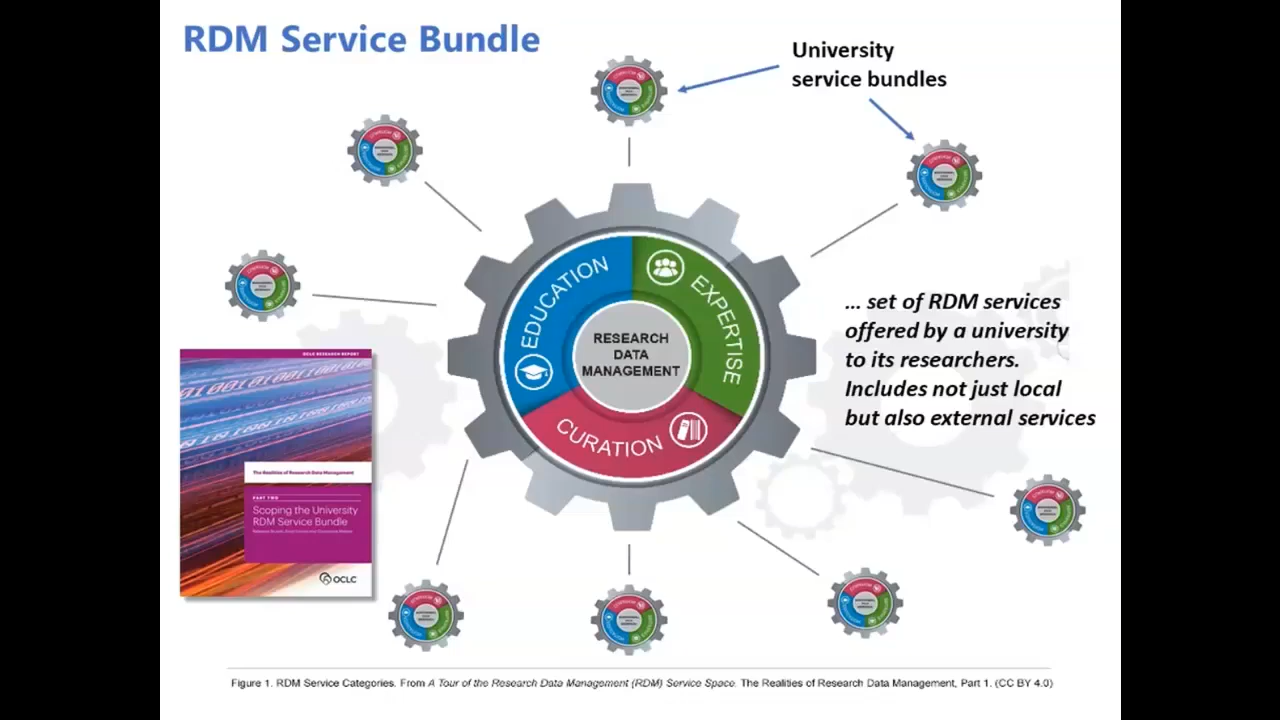 RDM Service Bundle
University
service bundles
EDUCATION
EXPERTISE
RESEARCH
DATA
MANAGEMENT
CURATION
... set of RDM services
offered by a university
to its researchers.
Includes not just local
but also external services
OCLC RESEARCH REPORT
The Realities of Research Data Management
PART TWO
Scoping the University
RDM Service Bundle
OCLC
Figure 1. RDM Service Categories. From A Tour of the Research Data Management (RDM) Service Space. The Realities of Research Data Management, Part 1. (CC BY 4.0)